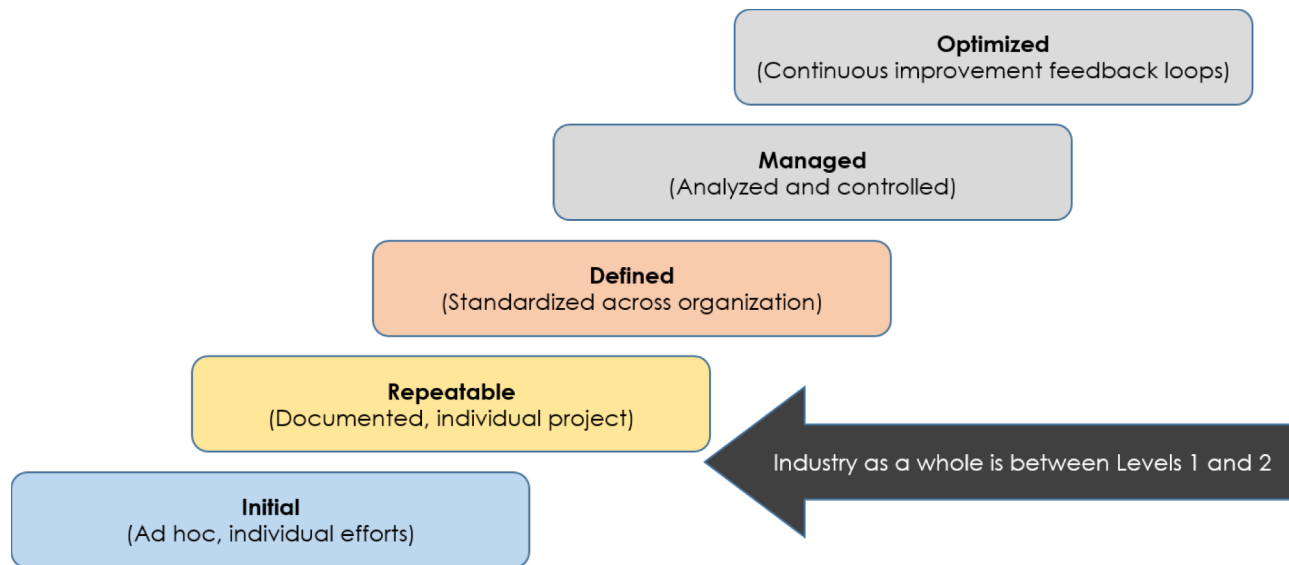 Optimized
(Continuous improvement feedback loops)
Managed
(Analyzed and controlled)
Defined
(Standardized across organization)
Repeatable
(Documented, individual project)
Industry as a whole is between Levels 1 and 2
Initial
(Ad hoc, individual efforts)